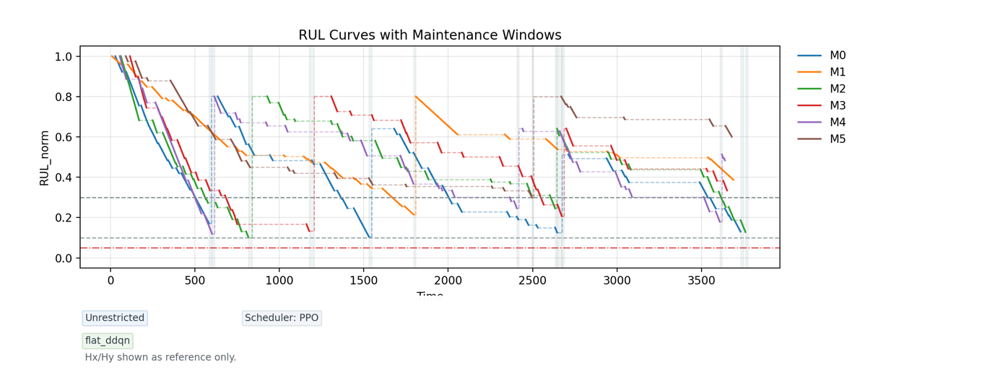 RUL Curves with Maintenance Windows
RUL_norm
1.0
0.8
0.6
0.4
0.2
0.0
0 500 1000 1500 2000 2500 3000 3500
Time
M0
M1
M2
M3
M4
M5
Unrestricted Scheduler: PPO
flat_ddqn
Hx/Hy shown as reference only.